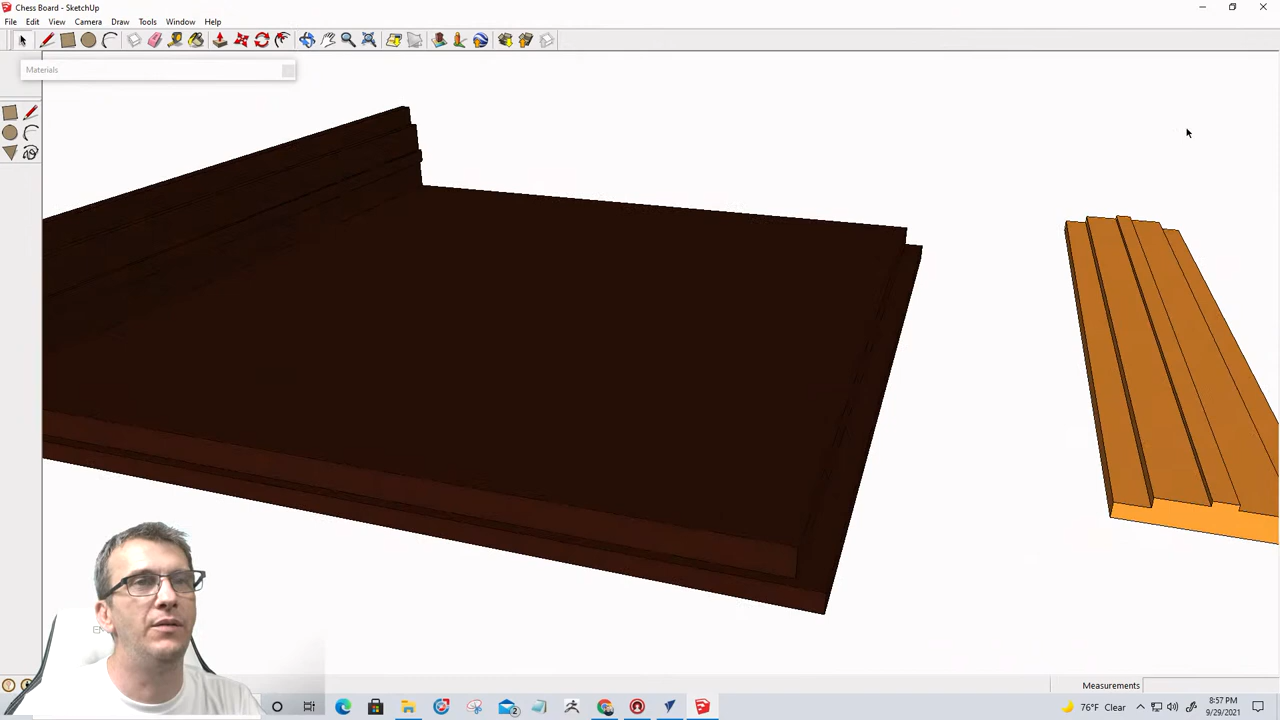 Chess Board - SketchUp
File Edit View Camera Draw Tools Window Help
Materials
Measurements
2
76°F Clear
8:57 PM
9/29/2021